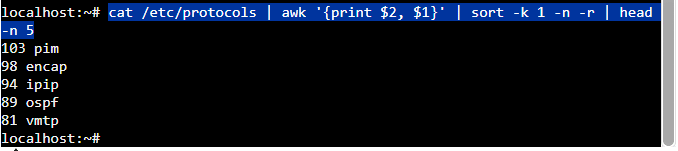 localhost:~# cat /etc/protocols | awk '{print $2, $1}' | sort -k 1 -n -r | head
-n 5
103 pim
98 encap
94 ipip
89 ospf
81 vmtp
localhost:~#